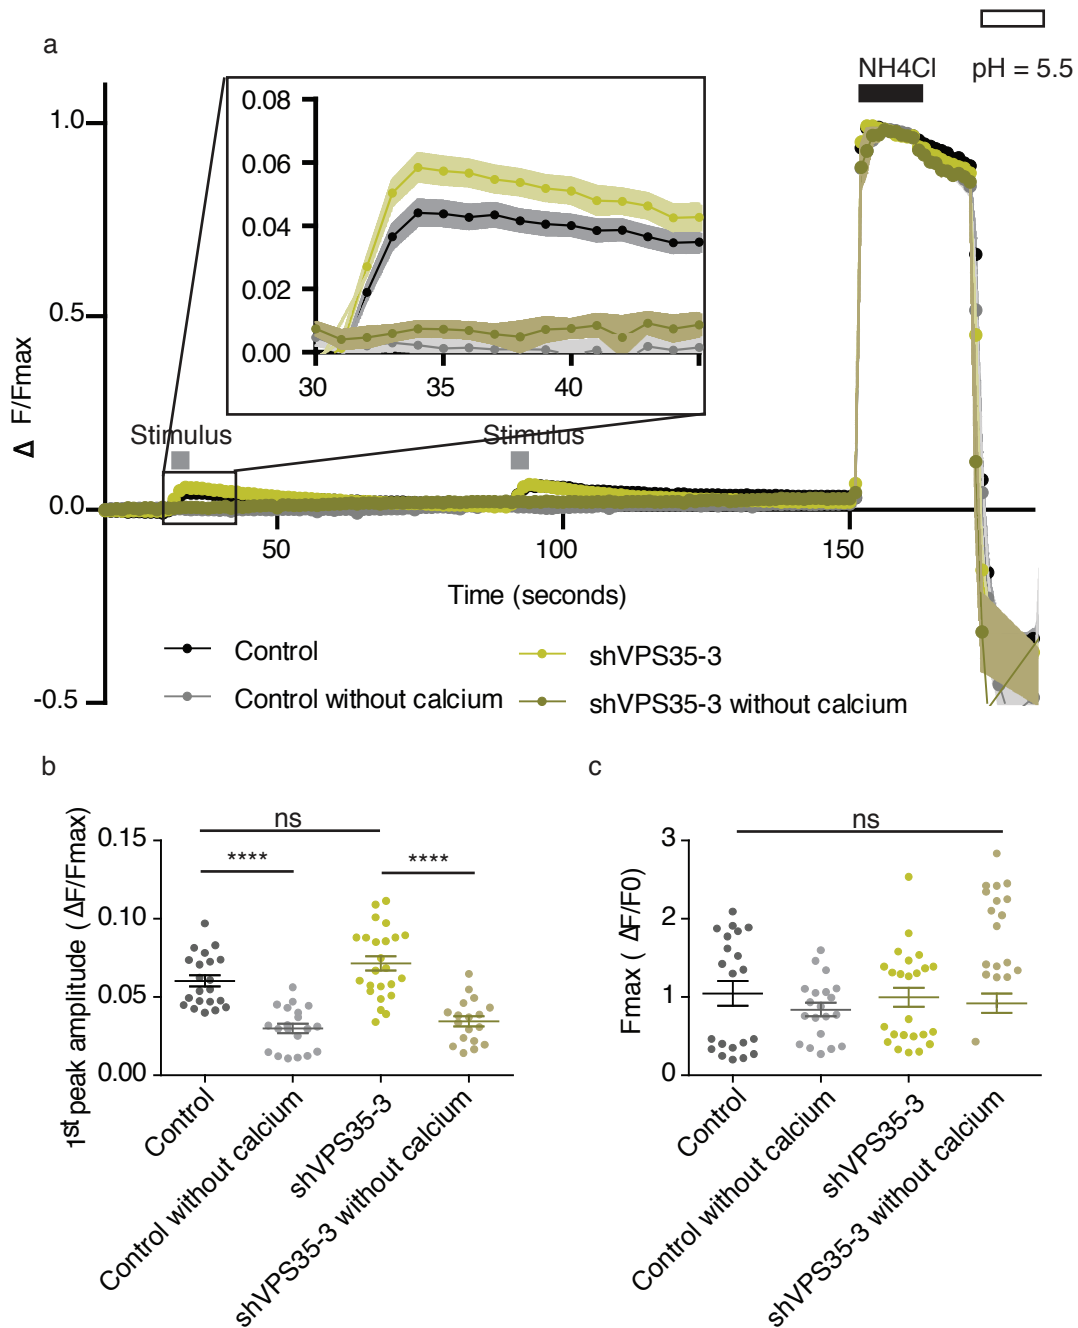 a
NH4Cl
pH = 5.5
1.0
0.5
0.0
-0.5
Δ F/Fmax
0.08
0.06
0.04
0.02
0.00
30
35
40
Stimulus
Stimulus
50
100
150
Time (seconds)
Control
shVPS35-3
Control without calcium
shVPS35-3 without calcium
b
1st peak amplitude (ΔF/Fmax)
0.15
0.10
0.05
0.00
ns
****
****
Control
Control without calcium
shVPS35-3
shVPS35-3 without calcium
c
Fmax ( ΔF/F0)
3
2
1
0
ns
Control
Control without calcium
shVPS35-3
shVPS35-3 without calcium